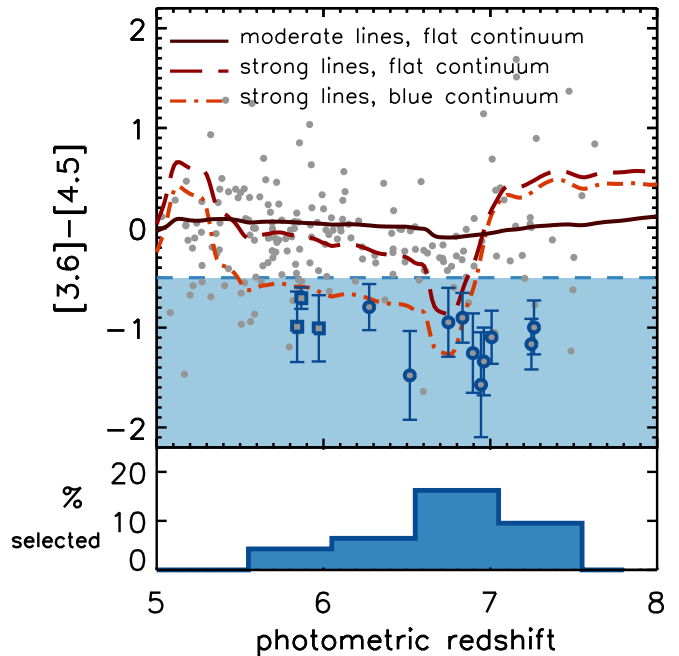 moderate lines, flat continuum
strong lines, flat continuum
strong lines, blue continuum
[3.6]−[4.5]
2
1
0
−1
−2
% selected
20
10
0
5 6 7 8
photometric redshift